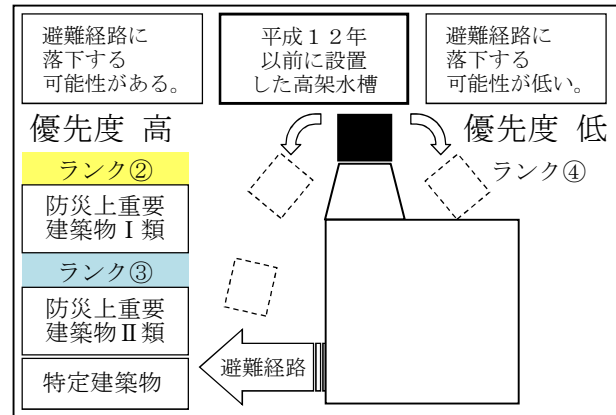 避難経路に
落下する
可能性がある。
平成１２年
以前に設置
した高架水槽
避難経路に
落下する
可能性が低い。
優先度 高
優先度 低
ランク②
ランク④
防災上重要
建築物Ⅰ類
ランク③
防災上重要
建築物Ⅱ類
避難経路
特定建築物